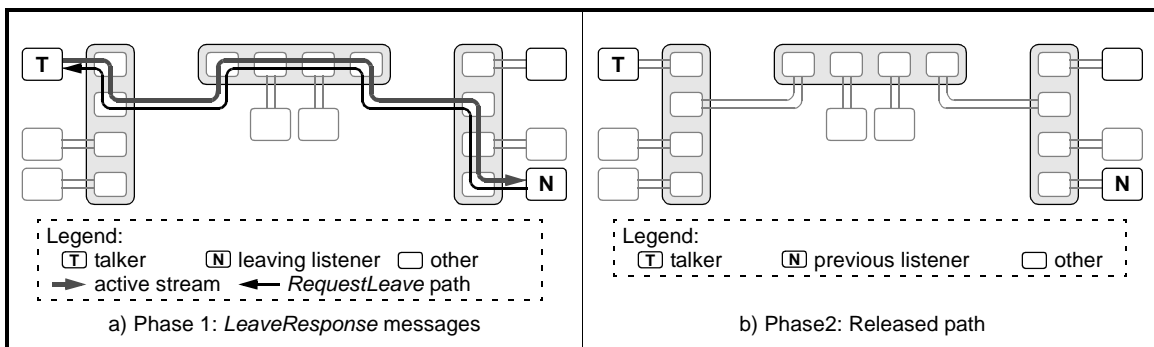 T
N
Legend:
T talker N leaving listener other
active stream RequestLeave path
a) Phase 1: LeaveResponse messages
T
N
Legend:
T talker N previous listener other
b) Phase2: Released path